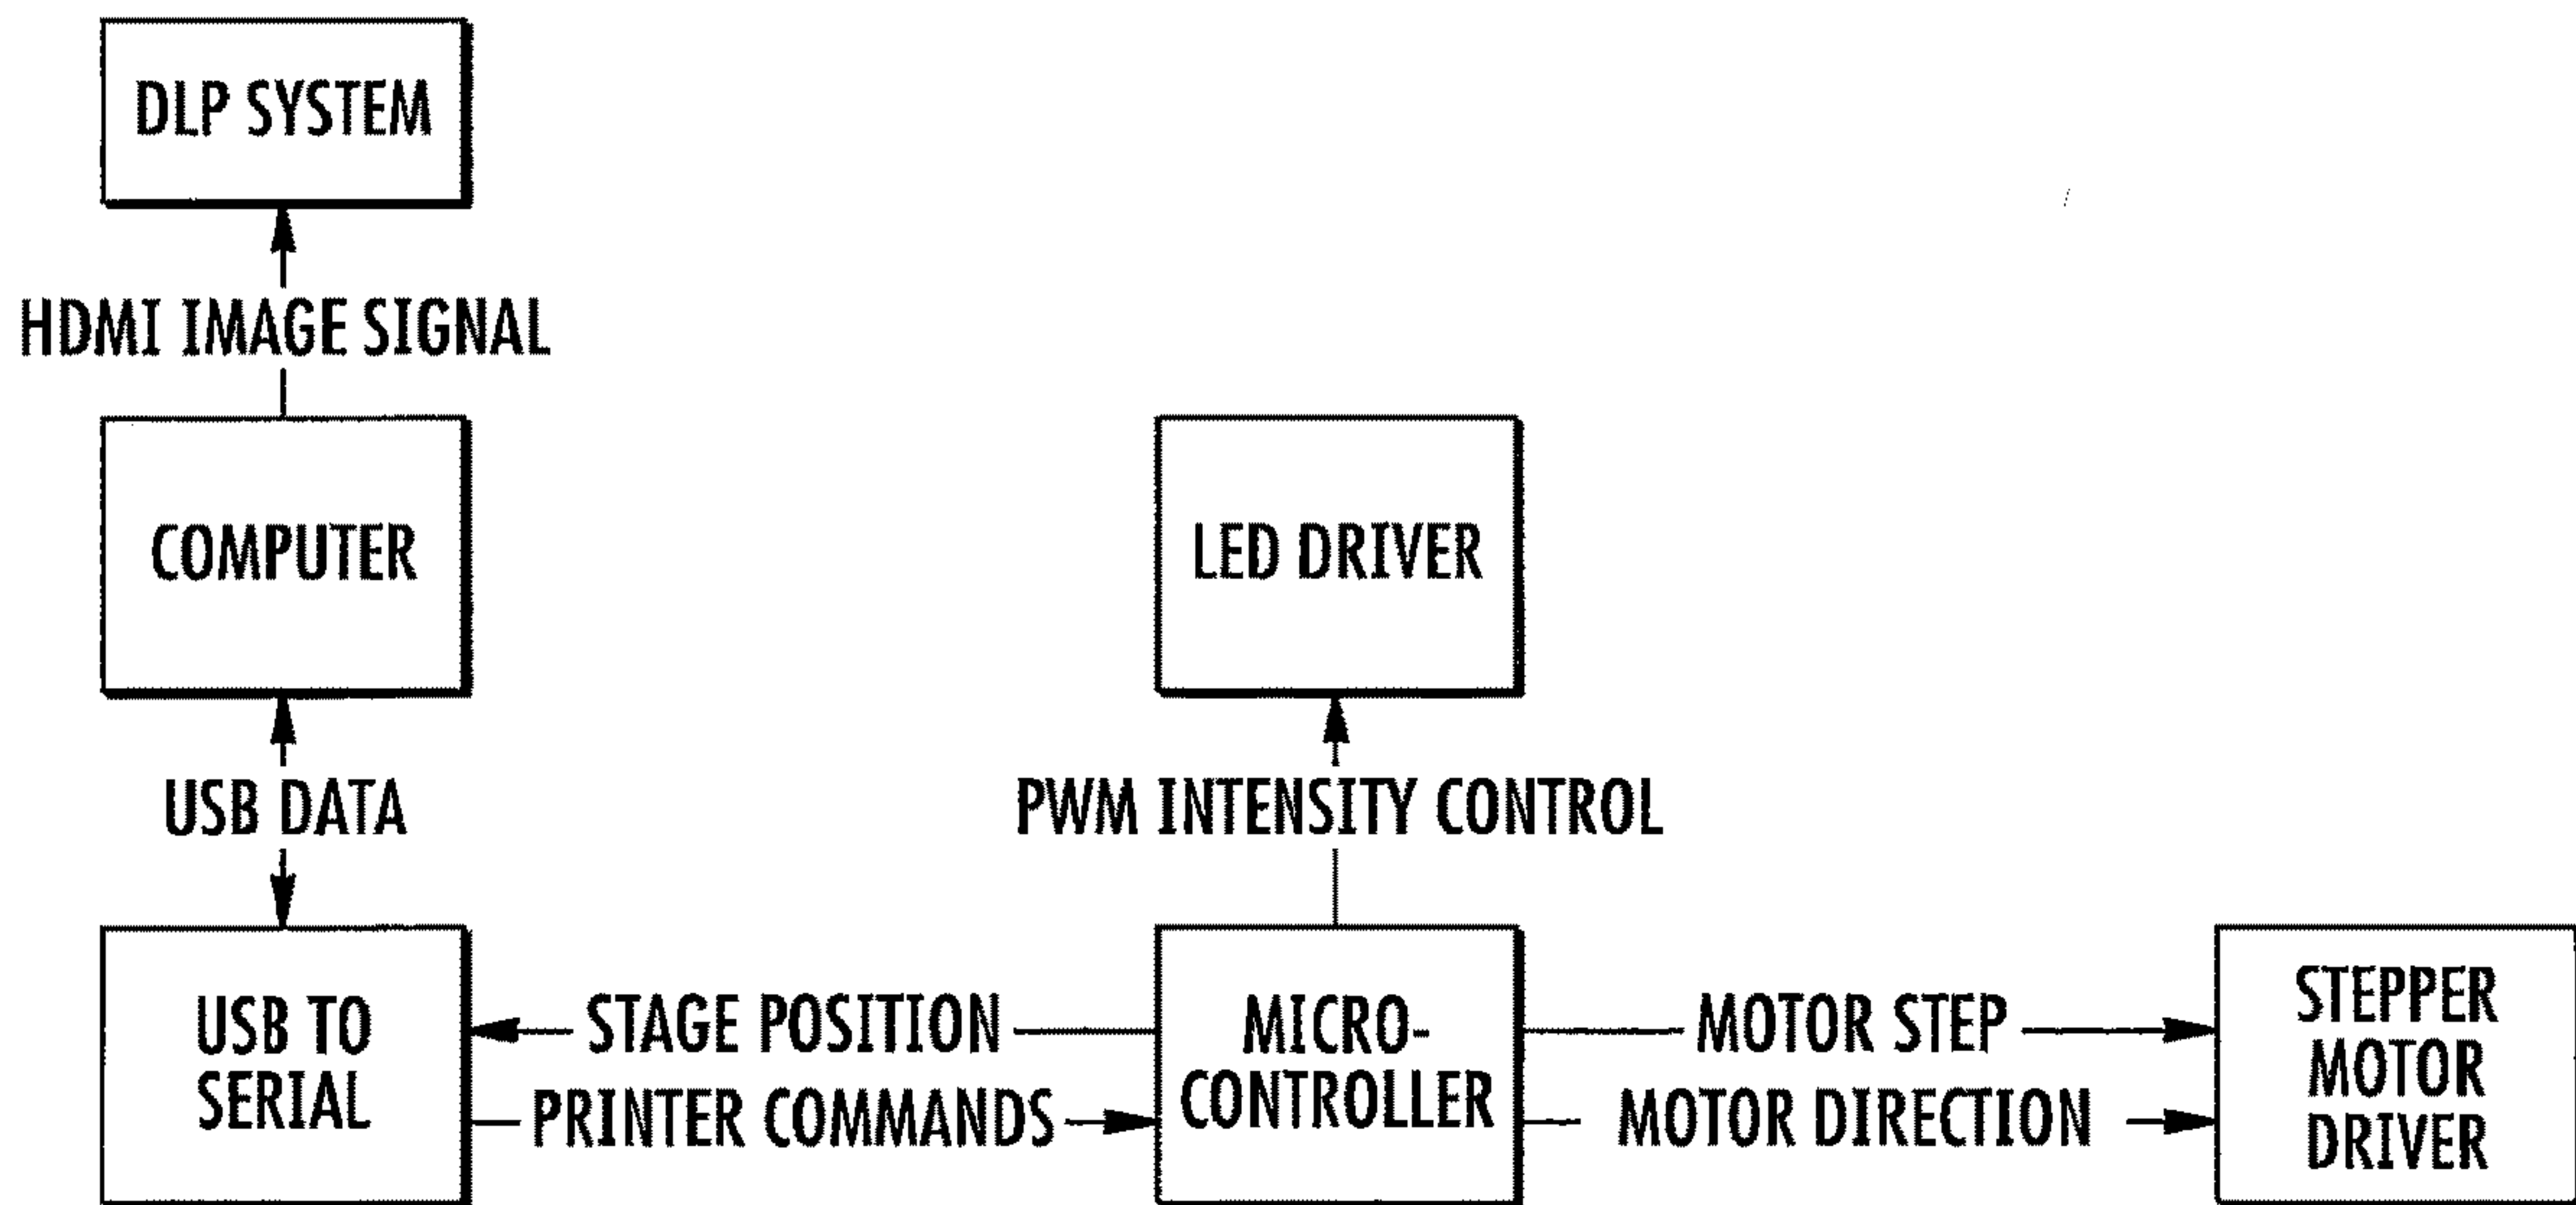 DLP SYSTEM
HDMI IMAGE SIGNAL
COMPUTER
LED DRIVER
USB DATA
PWM INTENSITY CONTROL
USB TO
SERIAL
STAGE POSITION
PRINTER COMMANDS
MICRO-
CONTROLLER
MOTOR STEP
MOTOR DIRECTION
STEPPER
MOTOR
DRIVER